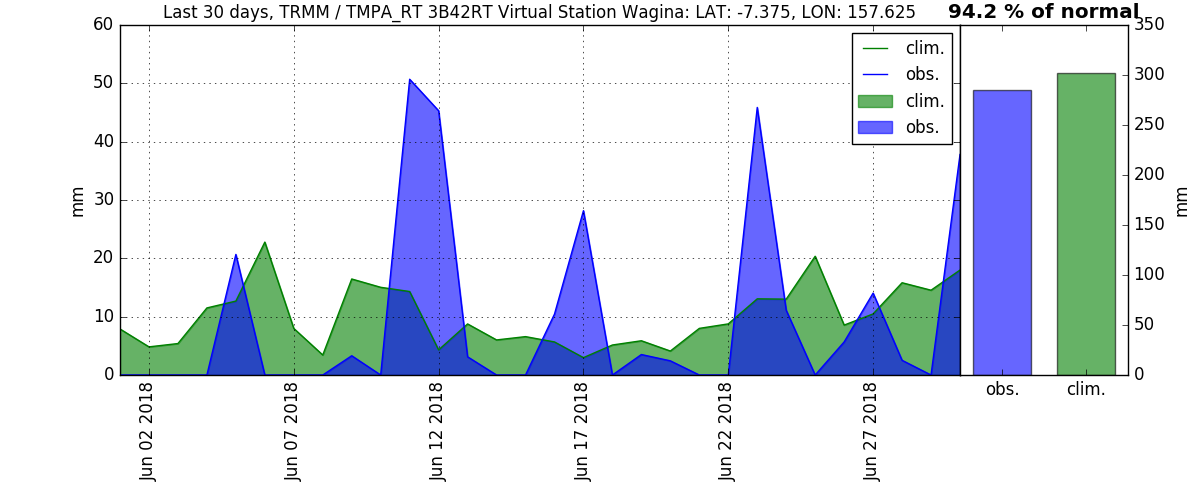 Last 30 days, TRMM / TMPA_RT 3B42RT Virtual Station Wagina: LAT: -7.375, LON: 157.625
94.2 % of normal
60
50
40
30
20
10
0
mm
clim.
obs.
clim.
obs.
Jun 02 2018
Jun 07 2018
Jun 12 2018
Jun 17 2018
Jun 22 2018
Jun 27 2018
350
300
250
200
150
100
50
0
mm
obs.
clim.